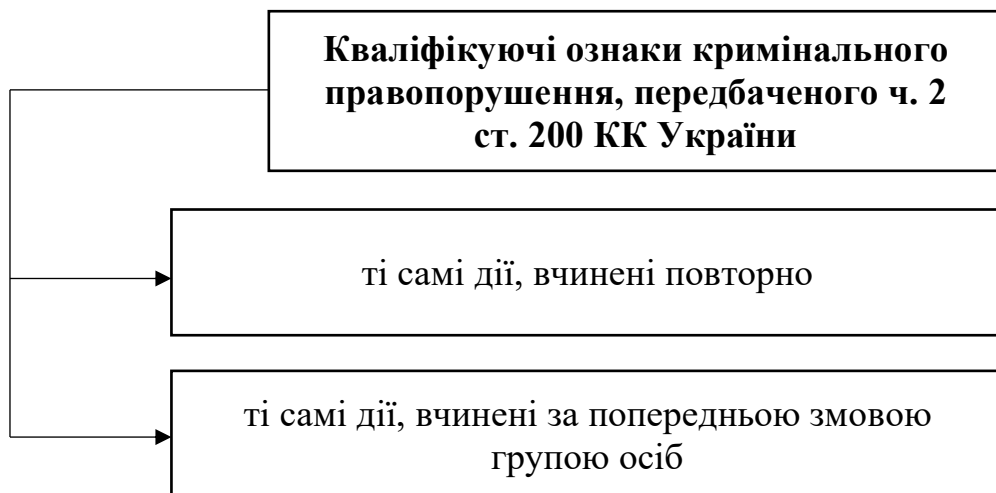 Кваліфікуючі ознаки кримінального
правопорушення, передбаченого ч. 2
ст. 200 КК України
ті самі дії, вчинені повторно
ті самі дії, вчинені за попередньою змовою
групою осіб